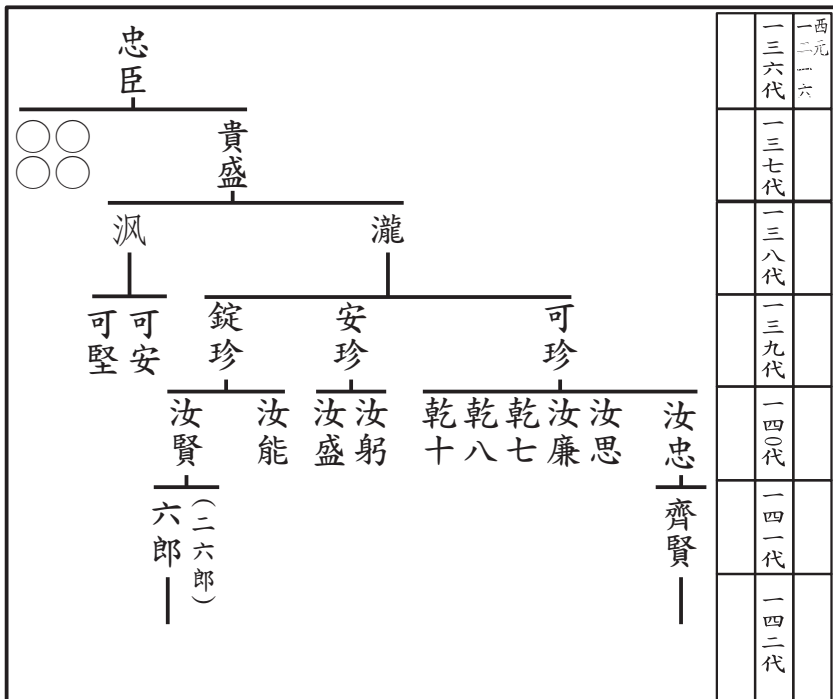 西元
一二一六
一三六代
一三七代
一三八代
一三九代
一四〇代
一四一代
一四二代
忠臣
貴盛
瀧
沨
可珍
安珍
錠珍
可安
可堅
汝忠
汝思
汝廉
乾七
乾八
乾十
汝躬
汝盛
汝能
汝賢
齊賢
(二六郎)
六郎